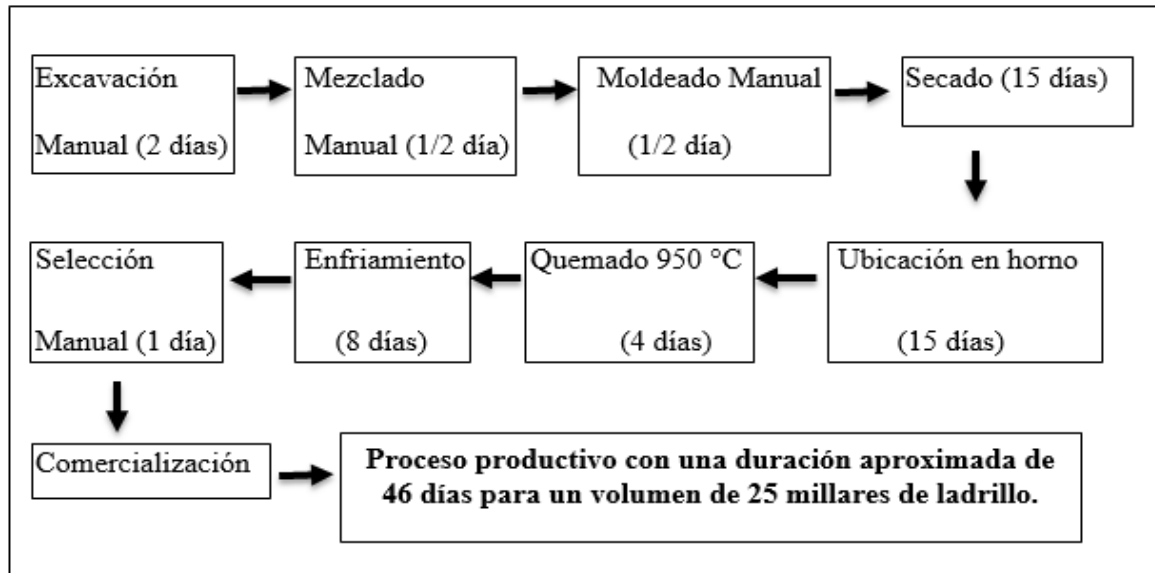 Excavación
Manual (2 días)
Mezclado
Manual (1/2 día)
Moldeado Manual
(1/2 día)
Secado (15 días)
Ubicación en horno
(15 días)
Quemado 950 °C
(4 días)
Enfriamiento
(8 días)
Selección
Manual (1 día)
Comercialización
Proceso productivo con una duración aproximada de
46 días para un volumen de 25 millares de ladrillo.